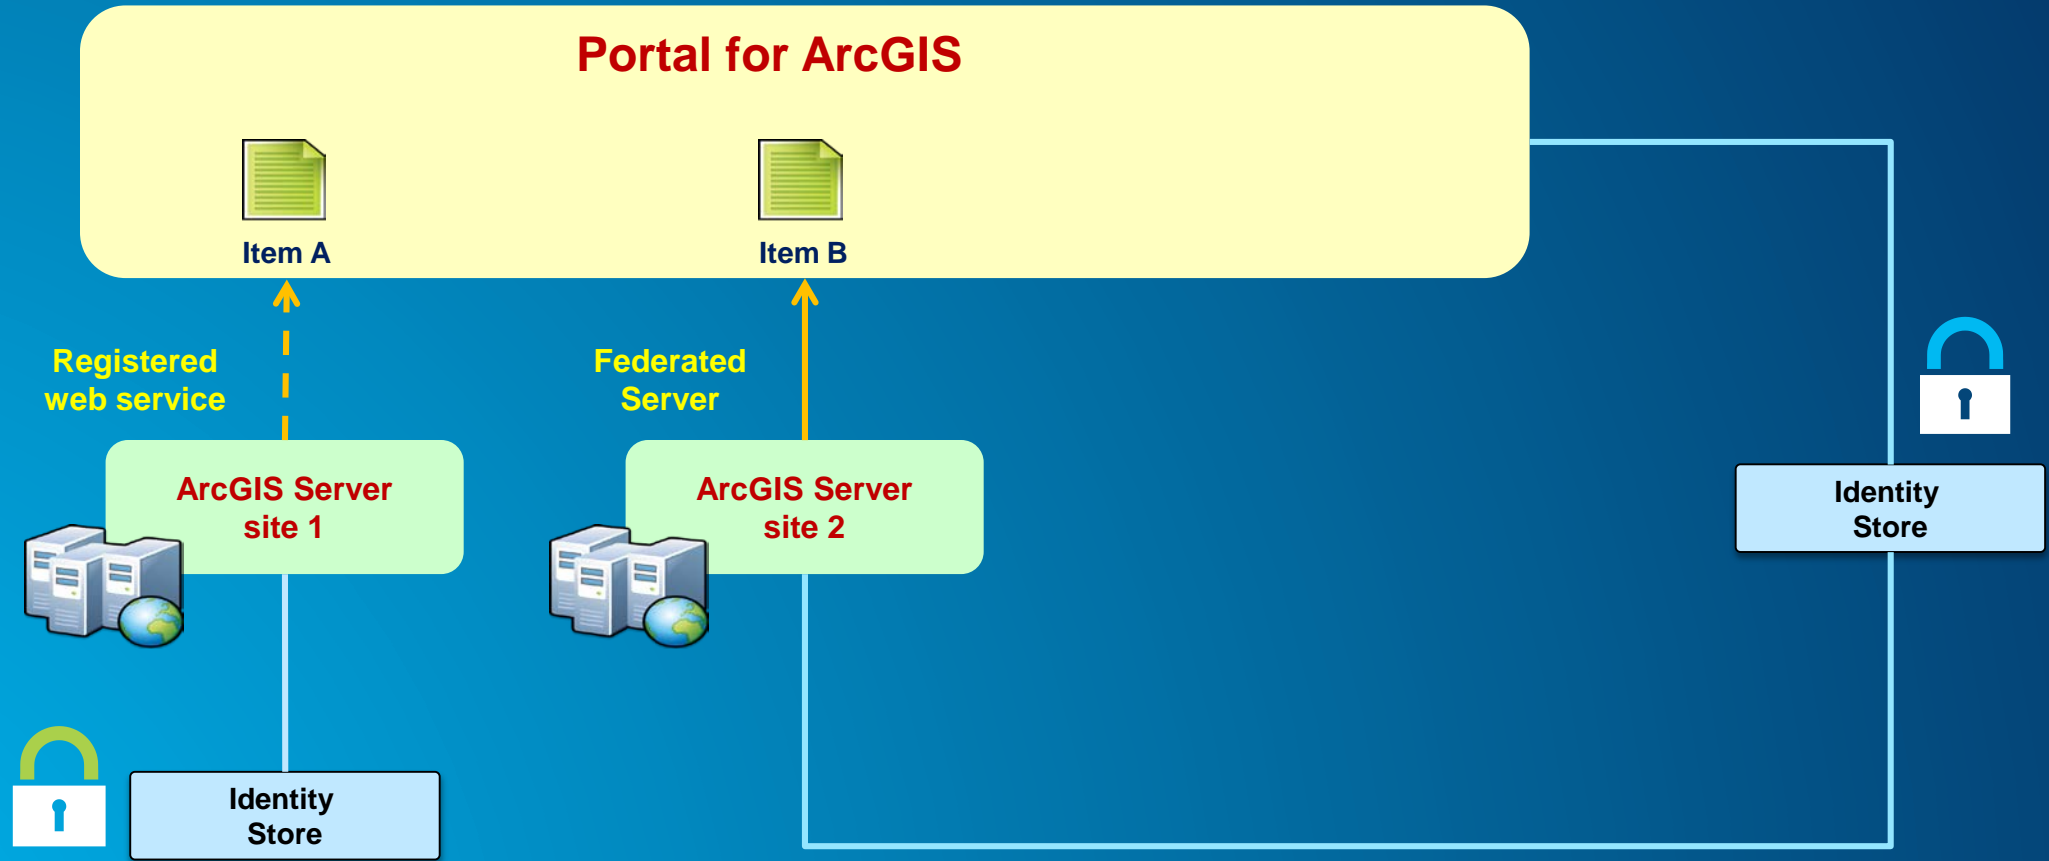 Portal for ArcGIS
Item A
Item B
Registered
web service
Federated
Server
ArcGIS Server
site 1
ArcGIS Server
site 2
Identity
Store
Identity
Store